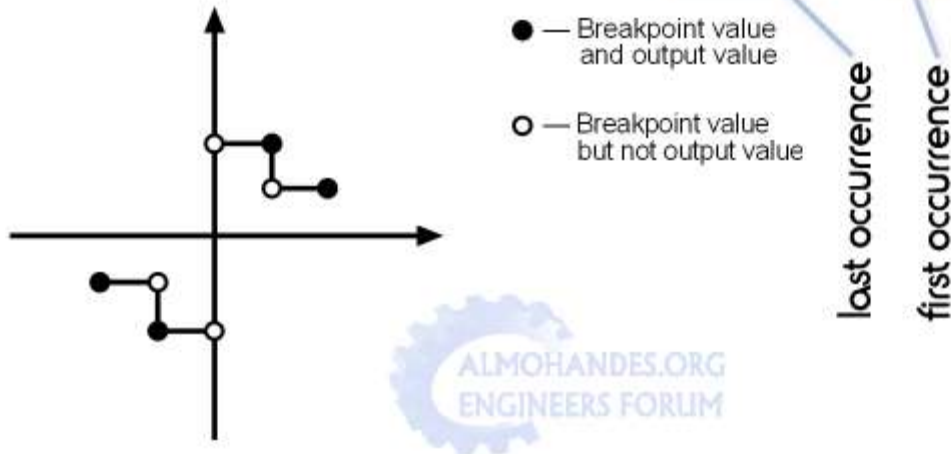 — Breakpoint value
and output value
— Breakpoint value
but not output value
last occurrence
first occurrence
ALMOHANDES.ORG
ENGINEERS FORUM